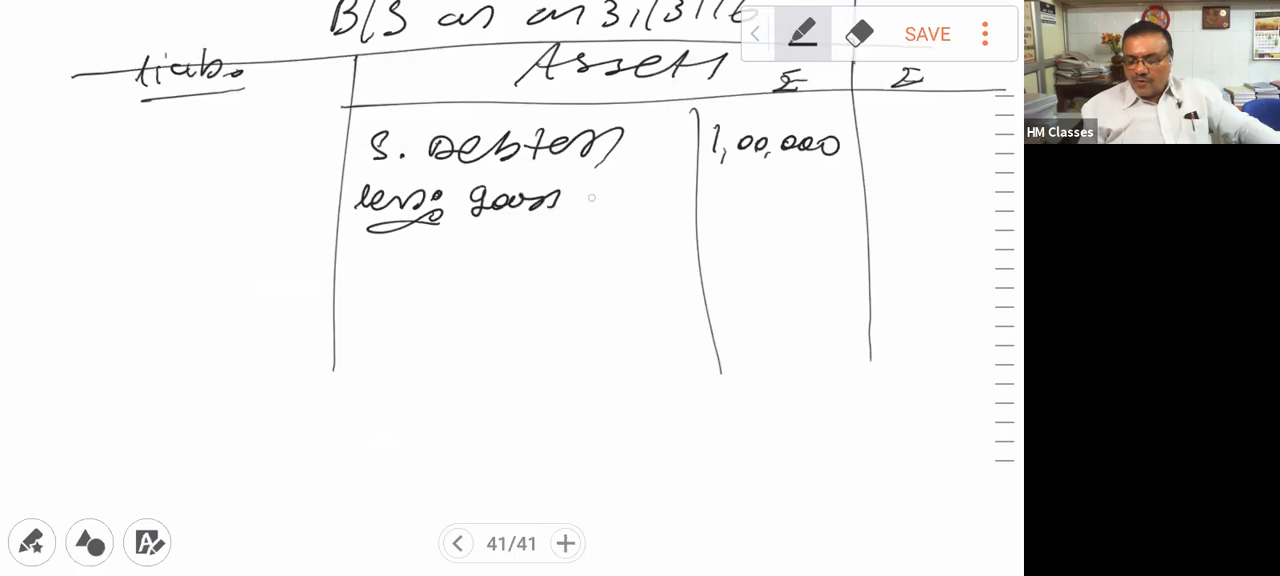 B/S as on 31/3/16
SAVE
Liab.
Assets
S. Debtors 1,00,000
less: goods
HM Classes
41/41